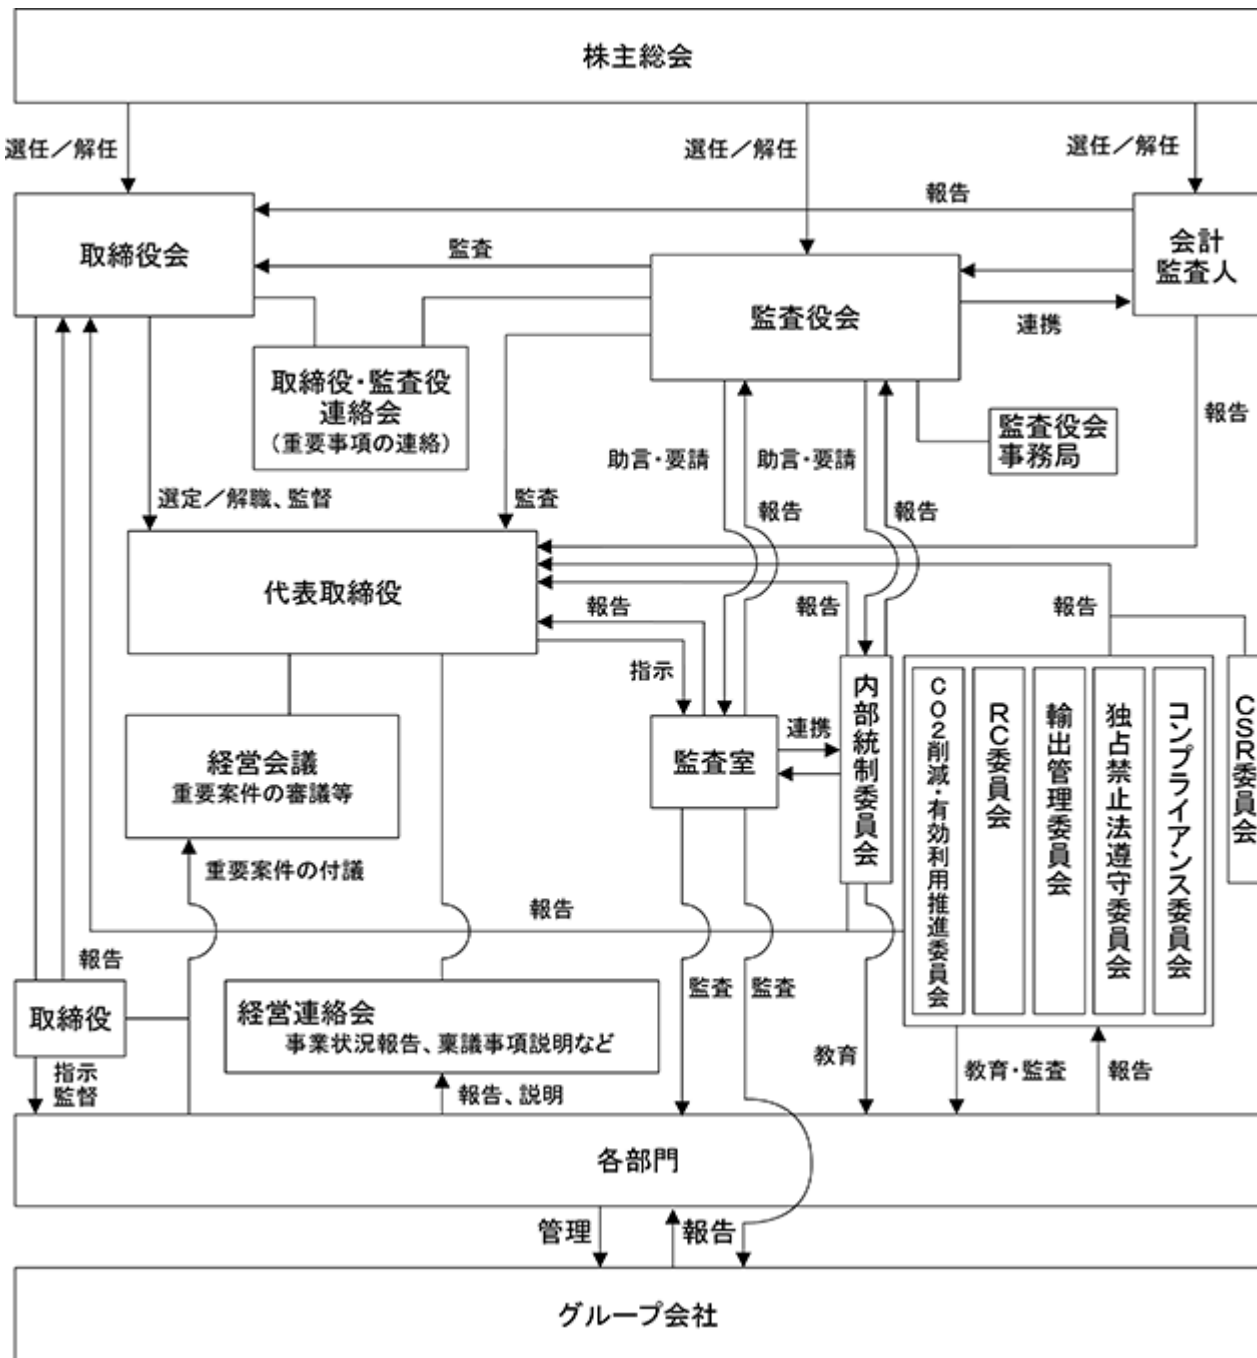 株主総会
選任／解任
選任／解任
選任／解任
報告
取締役会
監査
会計
監査人
監査役会
連携
取締役・監査役
連絡会
（重要事項の連絡）
報告
監査役会
事務局
助言・要請
助言・要請
選定／解職、監督
監査
報告
報告
代表取締役
報告
報告
報告
指示
経営会議
重要案件の審議等
監査室
連携
内部統制委員会
CO2削減・有効利用推進委員会
RC委員会
輸出管理委員会
独占禁止法遵守委員会
コンプライアンス委員会
CSR委員会
重要案件の付議
報告
報告
取締役
経営連絡会
事業状況報告、稟議事項説明など
監査
監査
指示
監督
報告、説明
教育
教育・監査
報告
各部門
管理
報告
グループ会社